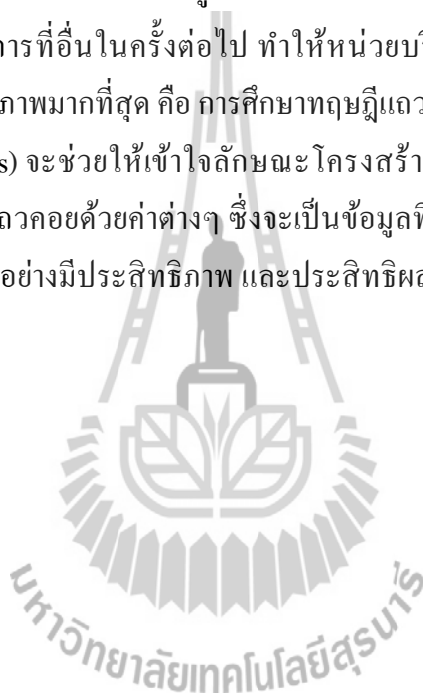 การที่อื่นในครั้งต่อไป ทำให้หน่วยบริ
ภาพมากที่สุด คือ การศึกษาทฤษฎีแถว
s) จะช่วยให้เข้าใจลักษณะโครงสร้า
ถวคอยด้วยค่าต่างๆ ซึ่งจะเป็นข้อมูลที
อย่างมีประสิทธิภาพ และประสิทธิผล
มหาวิทยาลัยเทคโนโลยีสุรนารี